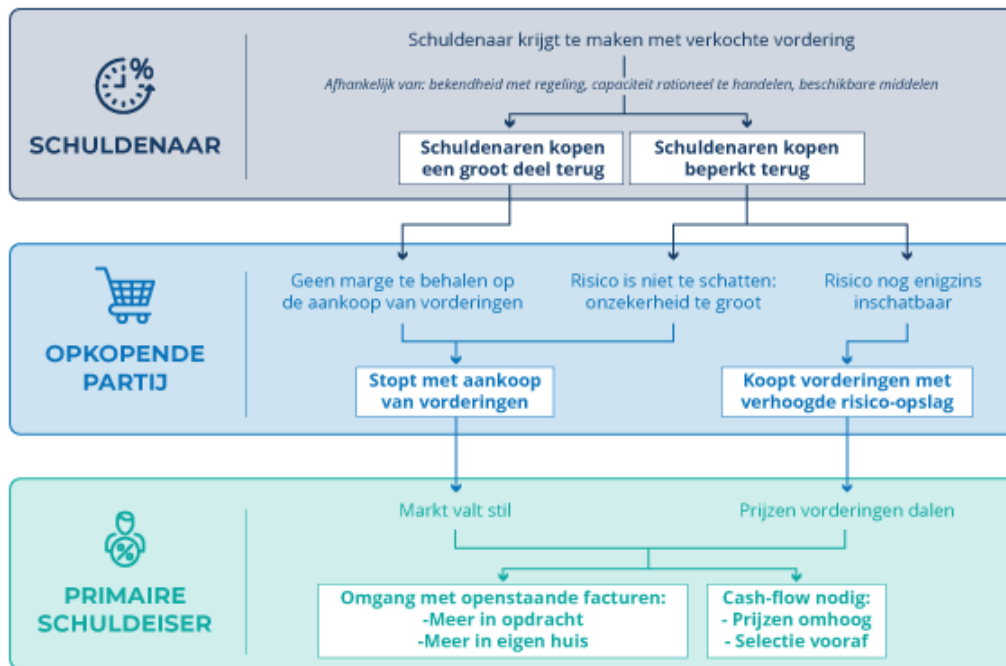 Schuldenaar krijgt te maken met verkochte vordering
Afhankelijk van: bekendheid met regeling, capaciteit rationeel te handelen, beschikbare middelen
%
SCHULDENAAR
Schuldenaren kopen
een groot deel terug
Schuldenaren kopen
beperkt terug
Geen marge te behalen op
de aankoop van vorderingen
Risico is niet te schatten:
onzekerheid te groot
Risico nog enigzins
inschatbaar
OPKOPENDE
PARTIJ
Stopt met aankoop
van vorderingen
Koopt vorderingen met
verhoogde risico-opslag
Markt valt stil
Prijzen vorderingen dalen
%
PRIMAIRE
SCHULDEISER
Omgang met openstaande facturen:
-Meer in opdracht
-Meer in eigen huis
Cash-flow nodig:
- Prijzen omhoog
- Selectie vooraf